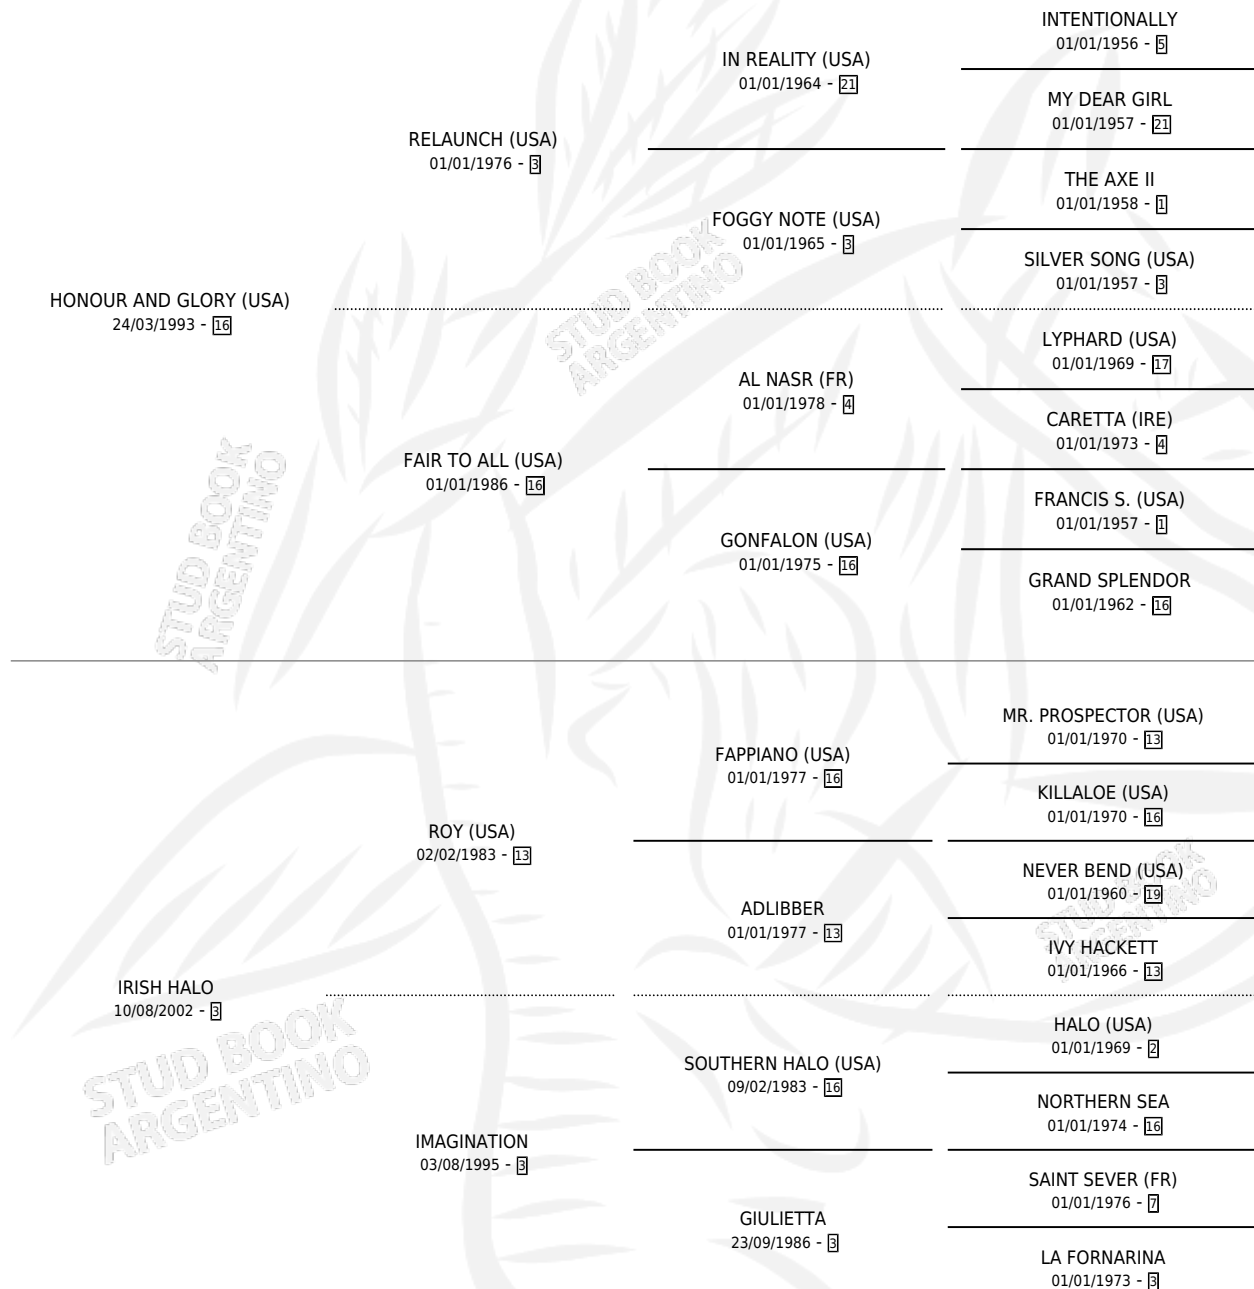 INTENTIONALLY
01/01/1956 - 5
IN REALITY (USA)
01/01/1964 - 21
MY DEAR GIRL
01/01/1957 - 21
RELAUNCH (USA)
01/01/1976 - 3
THE AXE II
01/01/1958 - 1
FOGGY NOTE (USA)
01/01/1965 - 3
SILVER SONG (USA)
01/01/1957 - 3
HONOUR AND GLORY (USA)
24/03/1993 - 16
LYPHARD (USA)
01/01/1969 - 17
AL NASR (FR)
01/01/1978 - 4
CARETTA (IRE)
01/01/1973 - 4
FAIR TO ALL (USA)
01/01/1986 - 16
FRANCIS S. (USA)
01/01/1957 - 1
GONFALON (USA)
01/01/1975 - 16
GRAND SPLENDOR
01/01/1962 - 16
MR. PROSPECTOR (USA)
01/01/1970 - 13
FAPPIANO (USA)
01/01/1977 - 16
KILLALOE (USA)
01/01/1970 - 16
ROY (USA)
02/02/1983 - 13
NEVER BEND (USA)
01/01/1960 - 19
ADLIBBER
01/01/1977 - 13
IVY HACKETT
01/01/1966 - 13
IRISH HALO
10/08/2002 - 3
HALO (USA)
01/01/1969 - 2
SOUTHERN HALO (USA)
09/02/1983 - 16
NORTHERN SEA
01/01/1974 - 16
IMAGINATION
03/08/1995 - 3
SAINT SEVER (FR)
01/01/1976 - 7
GIULIETTA
23/09/1986 - 3
LA FORNARINA
01/01/1973 - 3
STUD BOOK
ARGENTINO
STUD BOOK
ARGENTINO
STUD BOOK
ARGENTINO
STUD BOOK
ARGENTINO